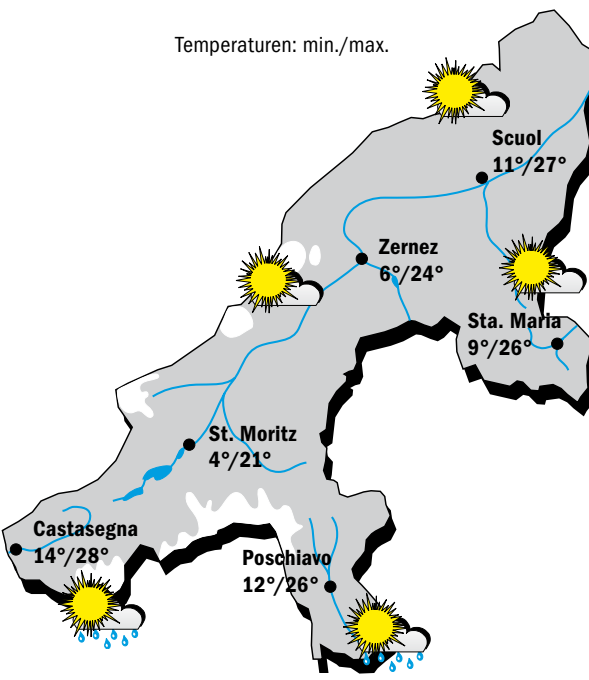 Temperaturen: min./max.
Scuol
11°/27°
Zernez
6°/24°
Sta. Maria
9°/26°
St. Moritz
4°/21°
Castasegna
14°/28°
Poschiavo
12°/26°